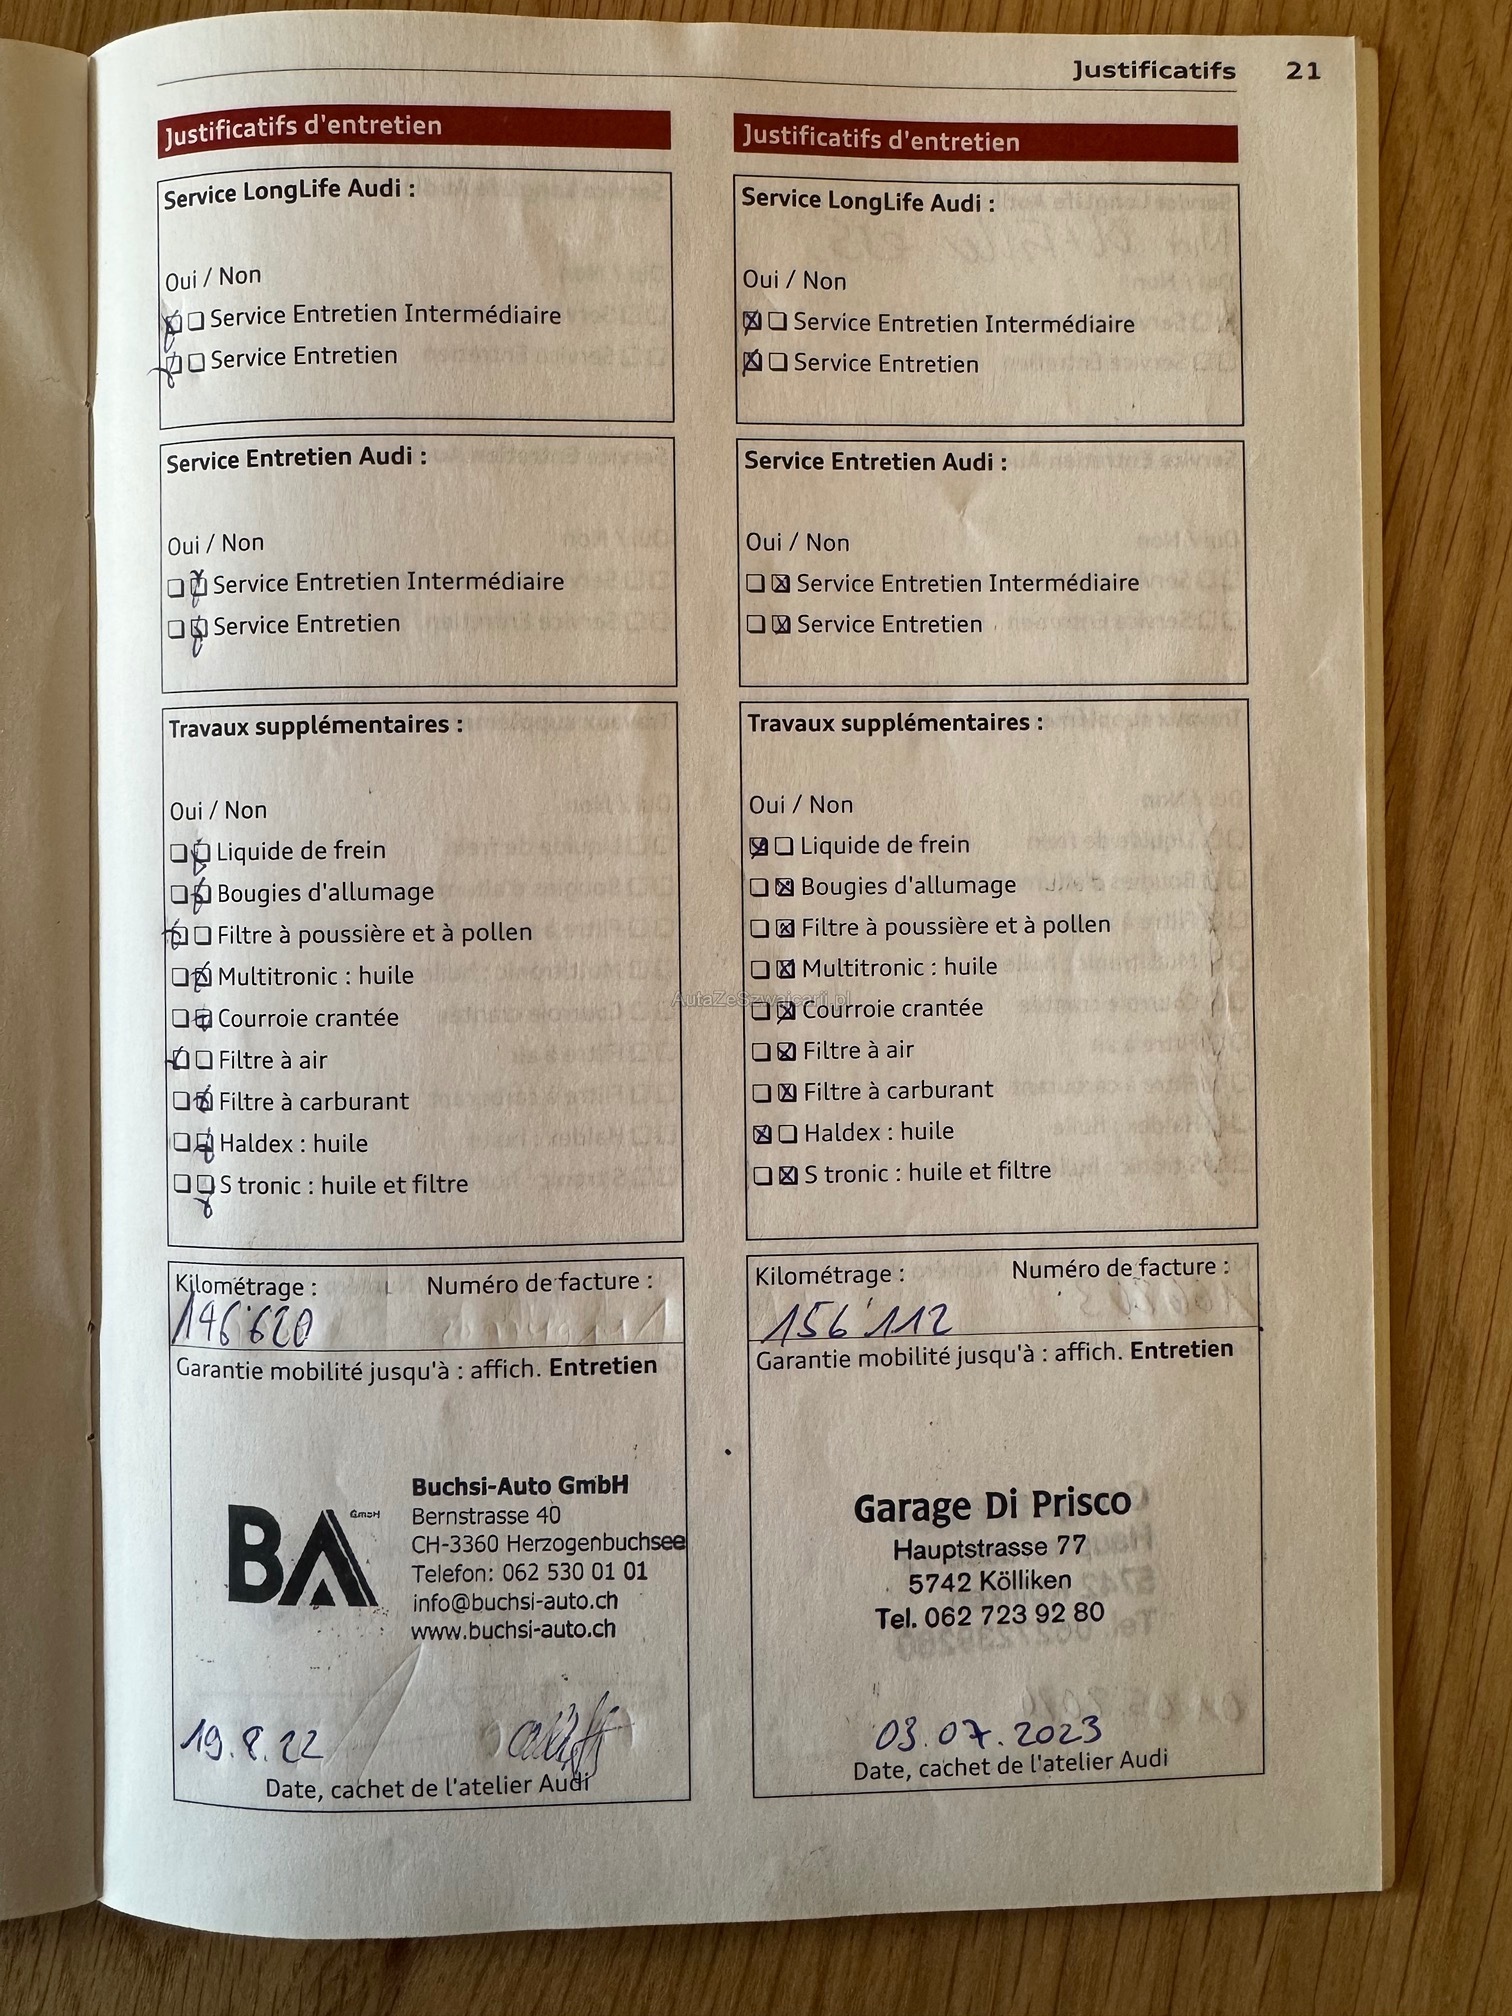 Justificatifs 21
Justificatifs d'entretien
Service LongLife Audi :
Oui / Non
Service Entretien Intermédiaire
Service Entretien
Service Entretien Audi :
Oui / Non
Service Entretien Intermédiaire
Service Entretien
Travaux supplémentaires :
Oui / Non
Liquide de frein
Bougies d'allumage
Filtre à poussière et à pollen
Multitronic : huile
Courroie crantée
Filtre à air
Filtre à carburant
Haldex : huile
S tronic : huile et filtre
Kilométrage : Numéro de facture :
146'620
Garantie mobilité jusqu'à : affich. Entretien
BA GmbH
Buchsi-Auto GmbH
Bernstrasse 40
CH-3360 Herzogenbuchsee
Telefon: 062 530 01 01
info@buchsi-auto.ch
www.buchsi-auto.ch
19.8.22
Date, cachet de l'atelier Audi
Justificatifs d'entretien
Service LongLife Audi :
Oui / Non
Service Entretien Intermédiaire
Service Entretien
Service Entretien Audi :
Oui / Non
Service Entretien Intermédiaire
Service Entretien
Travaux supplémentaires :
Oui / Non
Liquide de frein
Bougies d'allumage
Filtre à poussière et à pollen
Multitronic : huile
Courroie crantée
Filtre à air
Filtre à carburant
Haldex : huile
S tronic : huile et filtre
Kilométrage : Numéro de facture :
156'112
Garantie mobilité jusqu'à : affich. Entretien
Garage Di Prisco
Hauptstrasse 77
5742 Kölliken
Tel. 062 723 92 80
03.07.2023
Date, cachet de l'atelier Audi
AutaZeSzwajcarii.pl